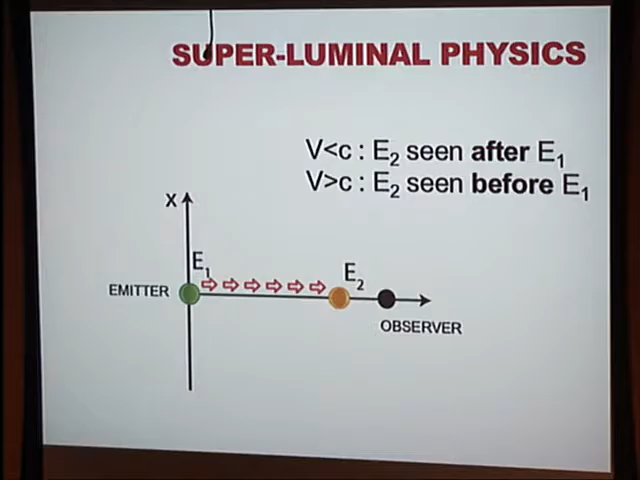 SUPER-LUMINAL PHYSICS
V<c : E₂ seen after E₁
V>c : E₂ seen before E₁
X
E₁
E₂
EMITTER
OBSERVER